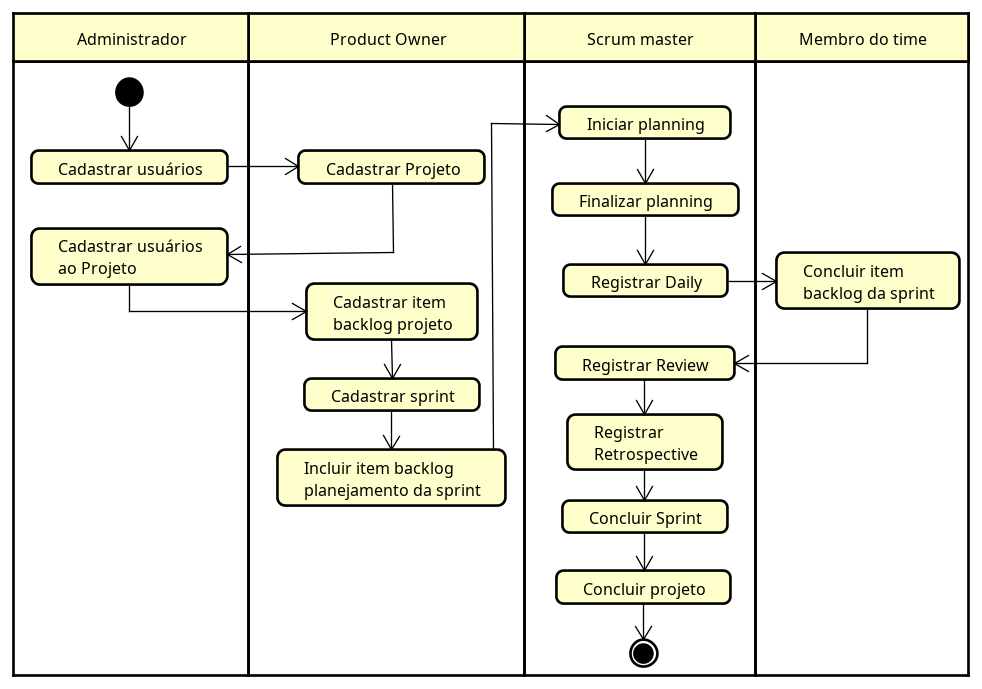 Administrador
Product Owner
Scrum master
Membro do time
Cadastrar usuários
Cadastrar Projeto
Cadastrar usuários
ao Projeto
Cadastrar item
backlog projeto
Cadastrar sprint
Incluir item backlog
planejamento da sprint
Iniciar planning
Finalizar planning
Registrar Daily
Concluir item
backlog da sprint
Registrar Review
Registrar
Retrospective
Concluir Sprint
Concluir projeto